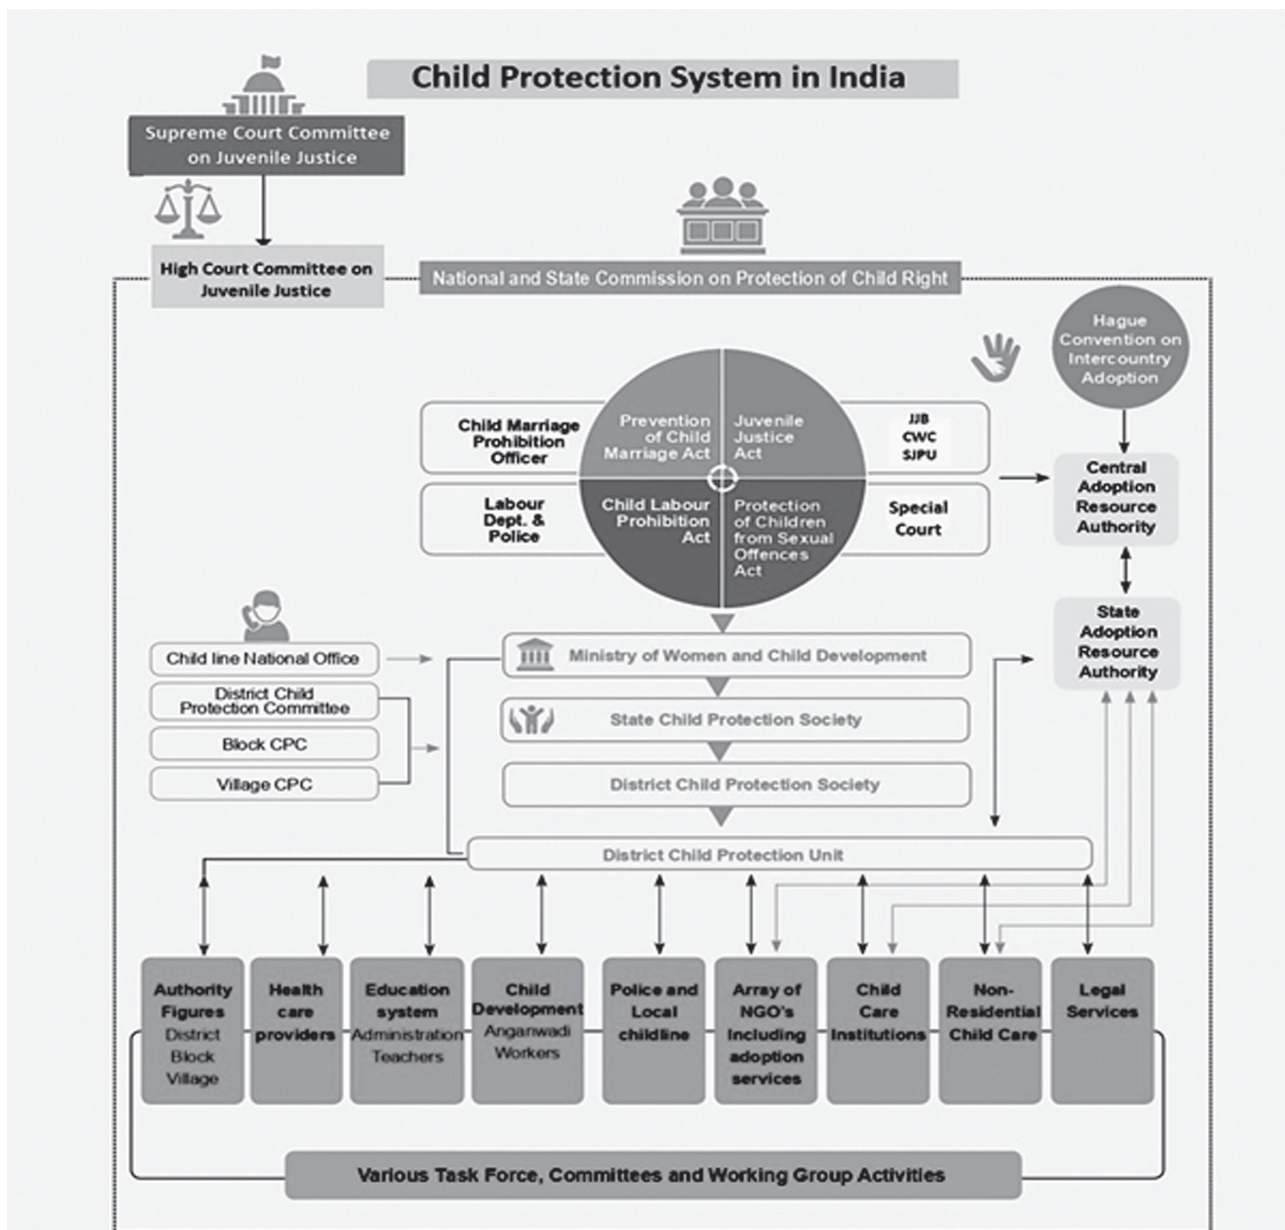 Child Protection System in India
Supreme Court Committee
on Juvenile Justice
High Court Committee on
Juvenile Justice
National and State Commission on Protection of Child Right
Hague
Convention on
Intercountry
Adoption
Child Marriage
Prohibition
Officer
Prevention
of Child
Marriage Act
Juvenile
Justice
Act
JJB
CWC
SJPU
Labour
Dept. &
Police
Child Labour
Prohibition
Act
Protection
of Children
from Sexual
Offences
Act
Special
Court
Central
Adoption
Resource
Authority
State
Adoption
Resource
Authority
Child line National Office
District Child
Protection Committee
Block CPC
Village CPC
Ministry of Women and Child Development
State Child Protection Society
District Child Protection Society
District Child Protection Unit
Authority
Figures
District
Block
Village
Health
care
providers
Education
system
Administration
Teachers
Child
Development
Anganwadi
Workers
Police and
Local
childline
Array of
NGO's
Including
adoption
services
Child
Care
Institutions
Non-
Residential
Child Care
Legal
Services
Various Task Force, Committees and Working Group Activities